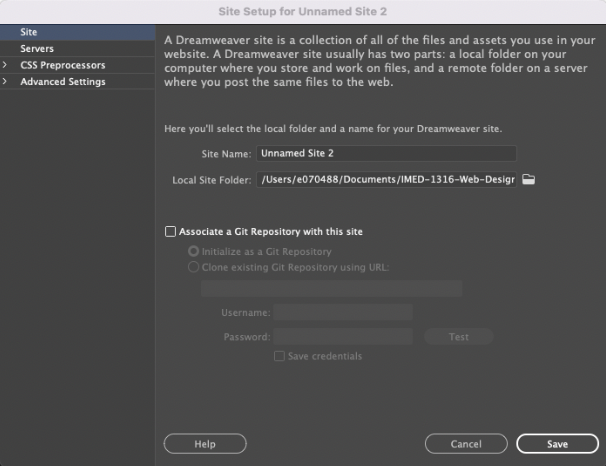 Site Setup for Unnamed Site 2
Site
Servers
CSS Preprocessors
Advanced Settings
A Dreamweaver site is a collection of all of the files and assets you use in your
website. A Dreamweaver site usually has two parts: a local folder on your
computer where you store and work on files, and a remote folder on a server
where you post the same files to the web.
Here you'll select the local folder and a name for your Dreamweaver site.
Site Name: Unnamed Site 2
Local Site Folder: /Users/e070488/Documents/IMED-1316-Web-Desigr
Associate a Git Repository with this site
Initialize as a Git Repository
Clone existing Git Repository using URL:
Username:
Password: Test
Save credentials
Help Cancel Save